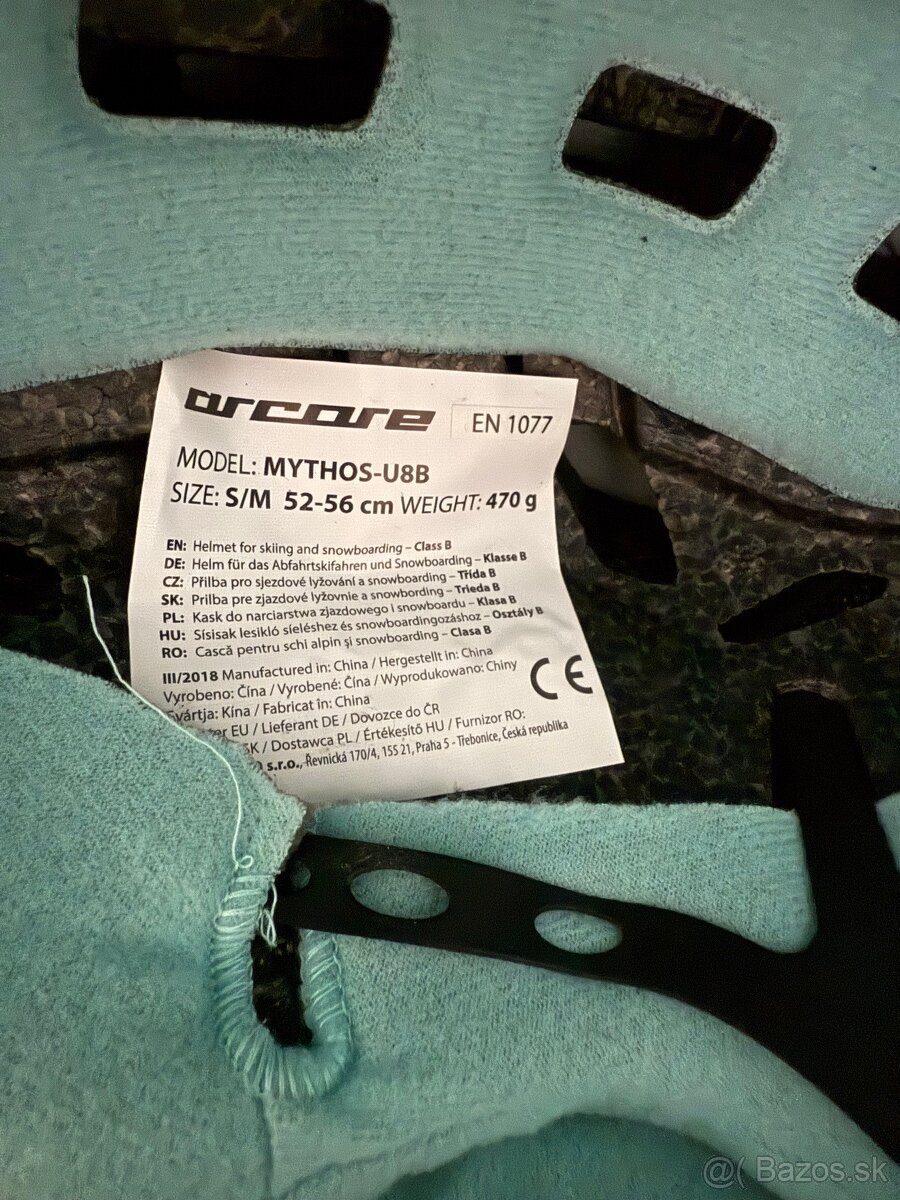 arcore
EN 1077
MODEL: MYTHOS-U8B
SIZE: S/M 52-56 cm WEIGHT: 470 g
EN: Helmet for skiing and snowboarding – Class B
DE: Helm für das Abfahrtskifahren und Snowboarding – Klasse B
CZ: Přilba pro sjezdové lyžování a snowbording – Třída B
SK: Prilba pre zjazdové lyžovnie a snowbording – Trieda B
PL: Kask do narciarstwa zjazdowego i snowboardu – Klasa B
HU: Sísisak lesikló síeléshez és snowboardingozáshoz – Osztály B
RO: Cască pentru schi alpin și snowboarding – Clasa B
III/2018 Manufactured in: China / Hergestellt in: China
Vyrobeno: Čína / Vyrobené: Čína / Wyprodukowano: Chiny
Gyártja: Kína / Fabricat în: China
CE
EU / Lieferant DE / Dovozce do ČR
SK / Dostawca PL / Értékesítő HU / Furnizor RO:
s.r.o., Řevnická 170/4, 155 21, Praha 5 - Třebonice, Česká republika
@( Bazos.sk